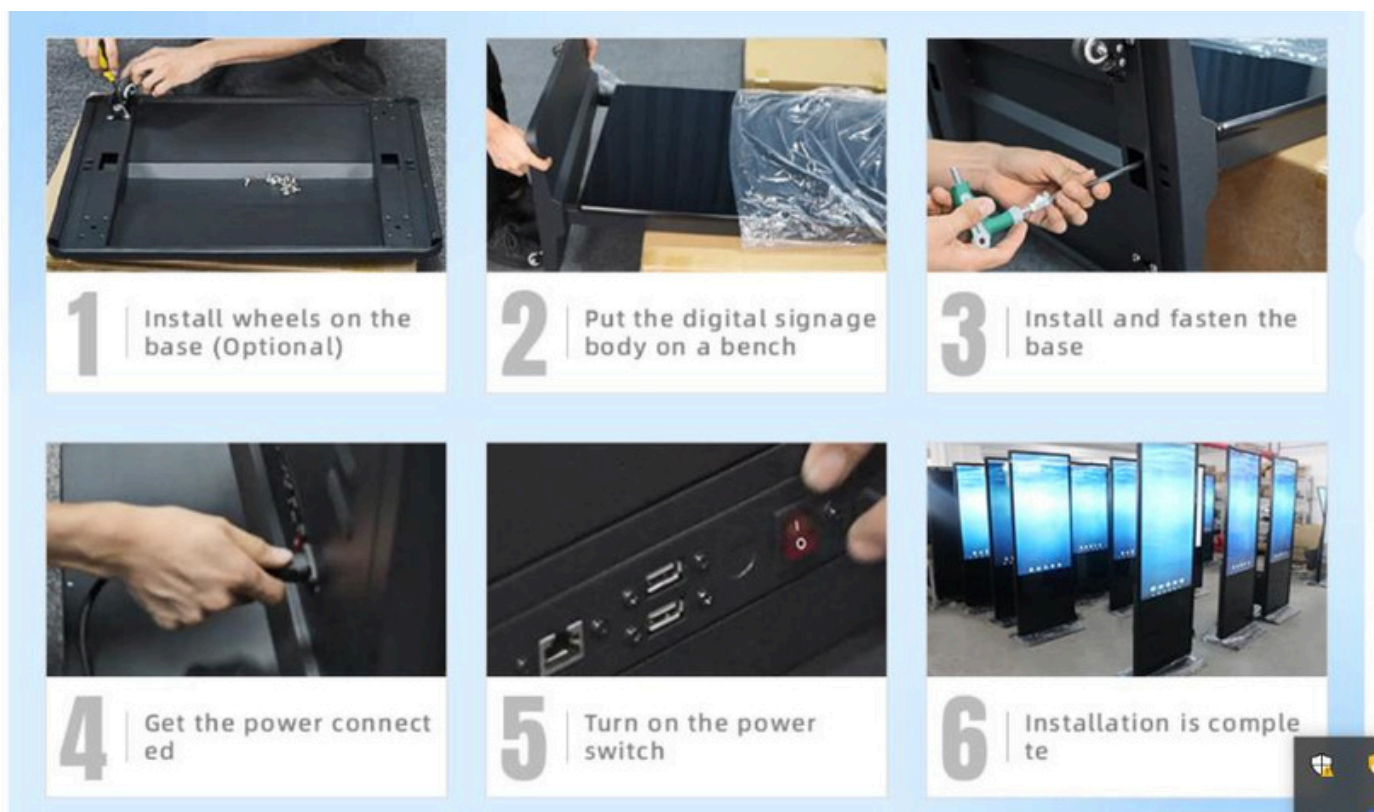 1
Install wheels on the
base (Optional)
2
Put the digital signage
body on a bench
3
Install and fasten the
base
4
Get the power connect
ed
5
Turn on the power
switch
6
Installation is comple
te